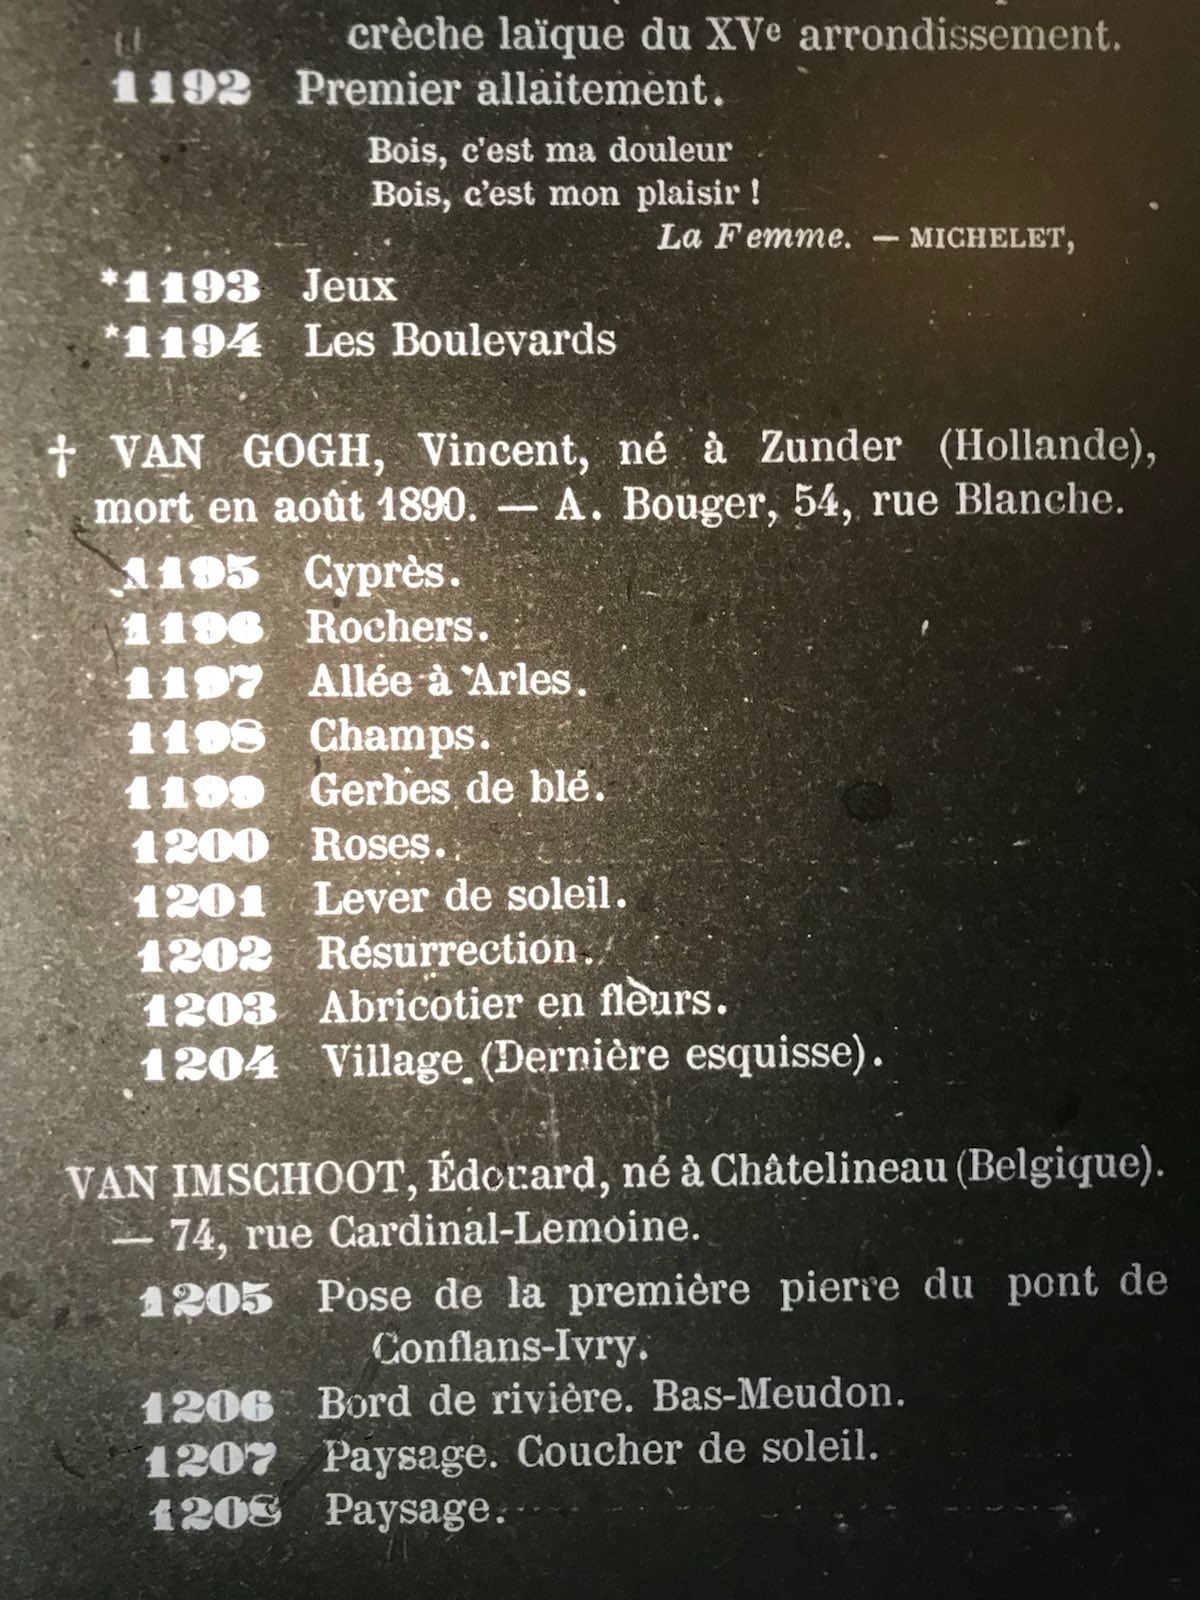 crèche laïque du XVe arrondissement.
1192 Premier allaitement.
Bois, c'est ma douleur
Bois, c'est mon plaisir !
La Femme. — MICHELET,
*1193 Jeux
*1194 Les Boulevards
† VAN GOGH, Vincent, né à Zunder (Hollande),
mort en août 1890. — A. Bouger, 54, rue Blanche.
1195 Cyprès.
1196 Rochers.
1197 Allée à Arles.
1198 Champs.
1199 Gerbes de blé.
1200 Roses.
1201 Lever de soleil.
1202 Résurrection.
1203 Abricotier en fleurs.
1204 Village (Dernière esquisse).
VAN IMSCHOOT, Édouard, né à Châtelineau (Belgique).
— 74, rue Cardinal-Lemoine.
1205 Pose de la première pierre du pont de
Conflans-Ivry.
1206 Bord de rivière. Bas-Meudon.
1207 Paysage. Coucher de soleil.
1208 Paysage.